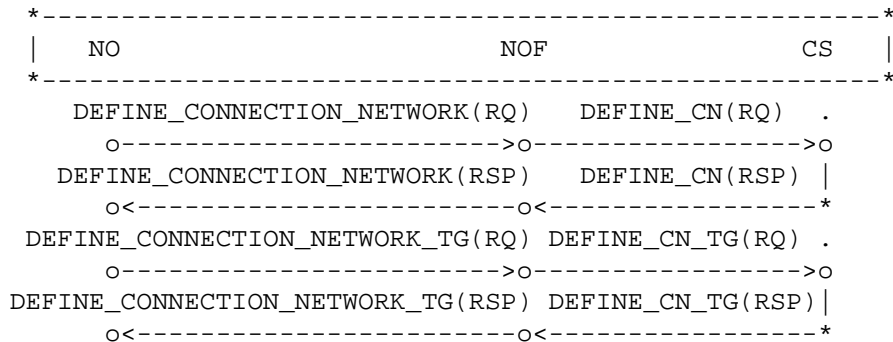 *-----------------------------------------------------*
| NO NOF CS |
*-----------------------------------------------------*
DEFINE_CONNECTION_NETWORK(RQ) DEFINE_CN(RQ) .
o------------------------>o----------------->o
DEFINE_CONNECTION_NETWORK(RSP) DEFINE_CN(RSP) |
o<------------------------o<-----------------*
DEFINE_CONNECTION_NETWORK_TG(RQ) DEFINE_CN_TG(RQ) .
o------------------------>o----------------->o
DEFINE_CONNECTION_NETWORK_TG(RSP) DEFINE_CN_TG(RSP)|
o<------------------------o<-----------------*